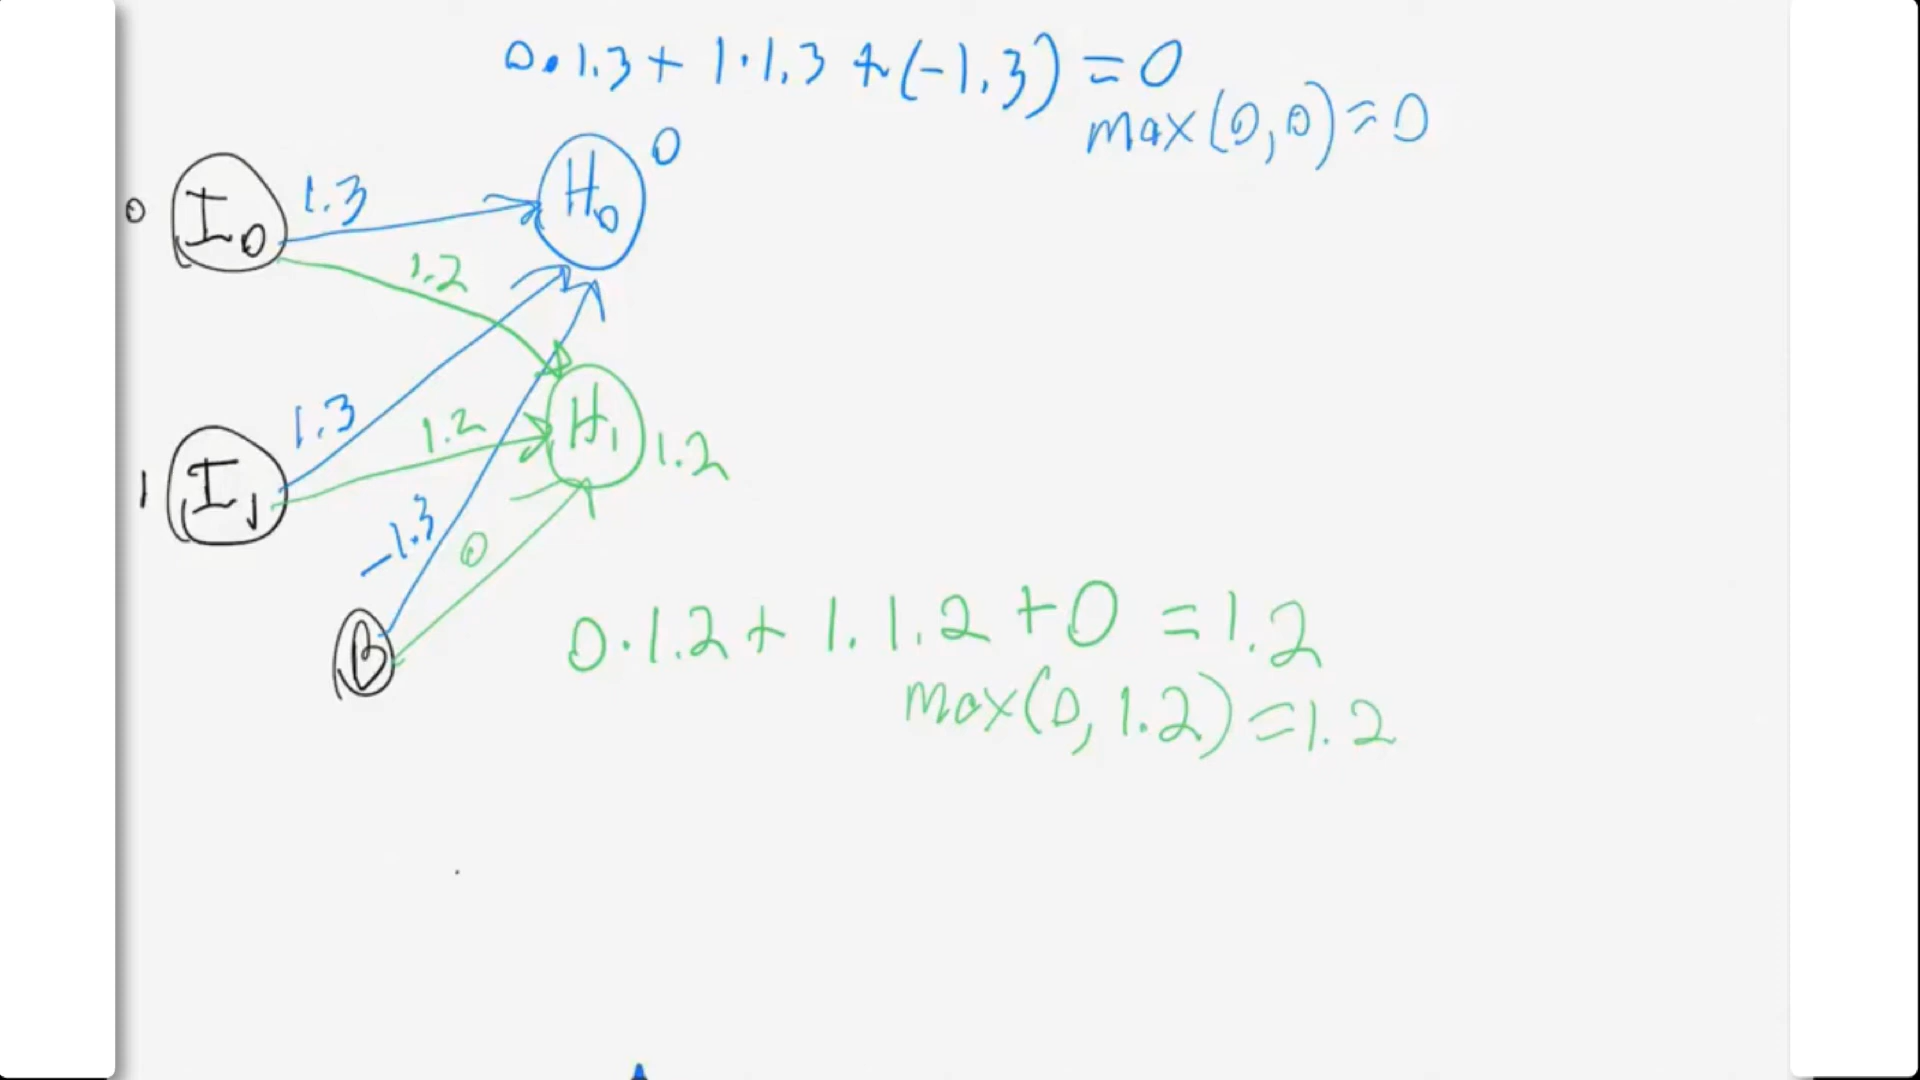 0·1.3 + 1·1.3 + (-1.3) = 0
max(0,0)=0
0
I0
1.3
H0
0
1.2
1.3
1.2
H1
1.2
1
I1
-1.3
0
B
0·1.2 + 1·1.2 + 0 = 1.2
max(0, 1.2) = 1.2